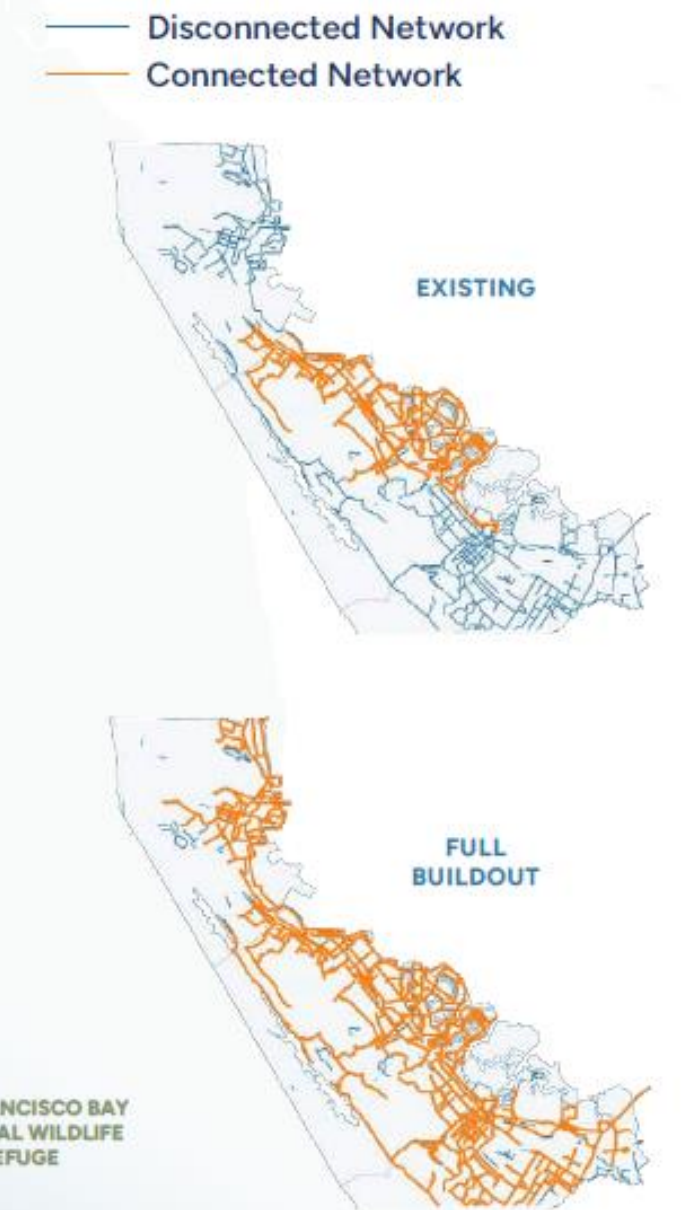 Disconnected Network
Connected Network
EXISTING
FULL
BUILDOUT
NCISCO BAY
AL WILDLIFE
EFUGE